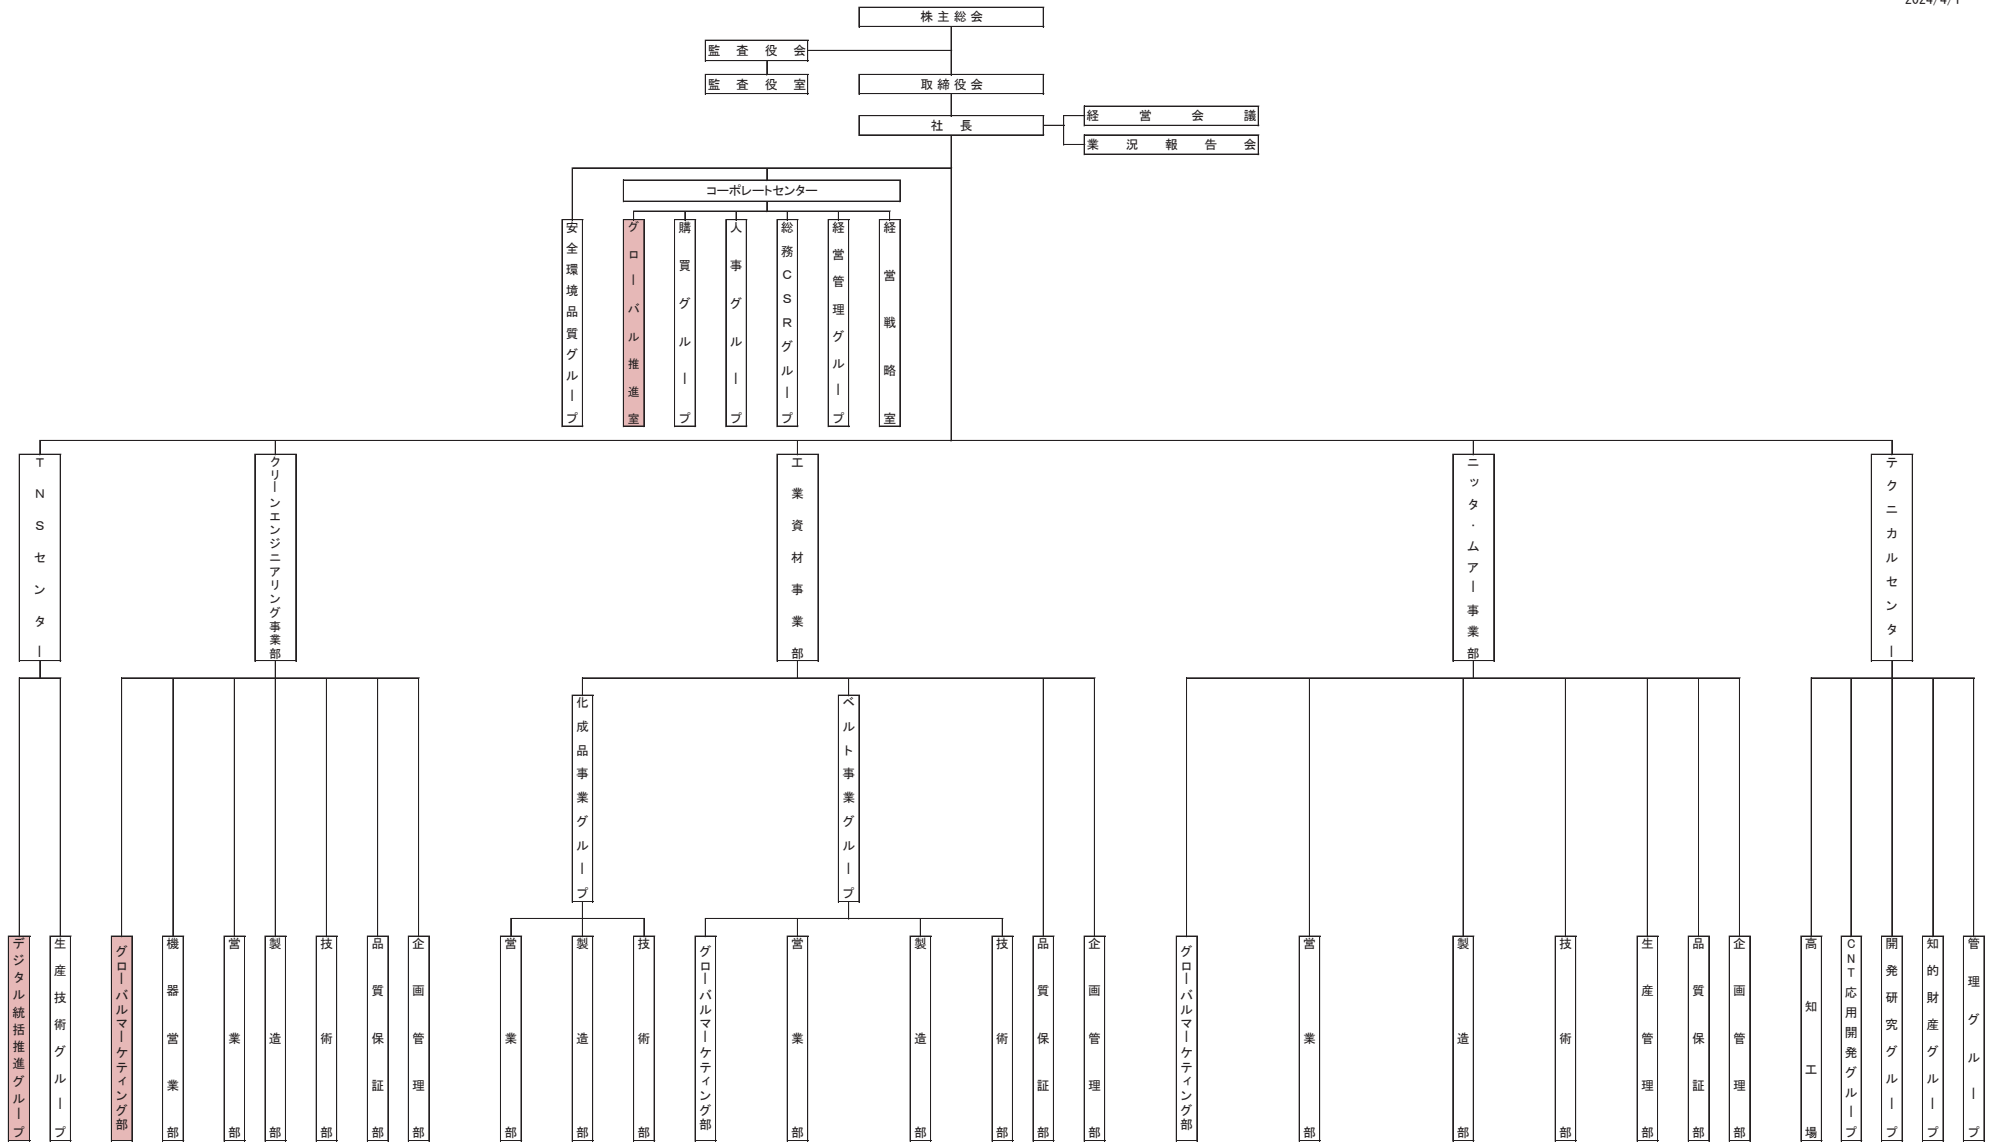 2024/4/1
株主総会
監査役会
監査役室
取締役会
社長
経営会議
業況報告会
コーポレートセンター
安全環境品質グループ
グローバル推進室
購買グループ
人事グループ
総務CSRグループ
経営管理グループ
経営戦略室
TNSセンター
クリーンエンジニアリング事業部
工業資材事業部
ニッタ・ムアー事業部
テクニカルセンター
化成品事業グループ
ベルト事業グループ
デジタル統括推進グループ
生産技術グループ
グローバルマーケティング部
機器営業部
営業部
製造部
技術部
品質保証部
企画管理部
営業部
製造部
技術部
グローバルマーケティング部
営業部
製造部
技術部
品質保証部
企画管理部
グローバルマーケティング部
営業部
製造部
技術部
生産管理部
品質保証部
企画管理部
高知工場
CNT応用開発グループ
開発研究グループ
知的財産グループ
管理グループ